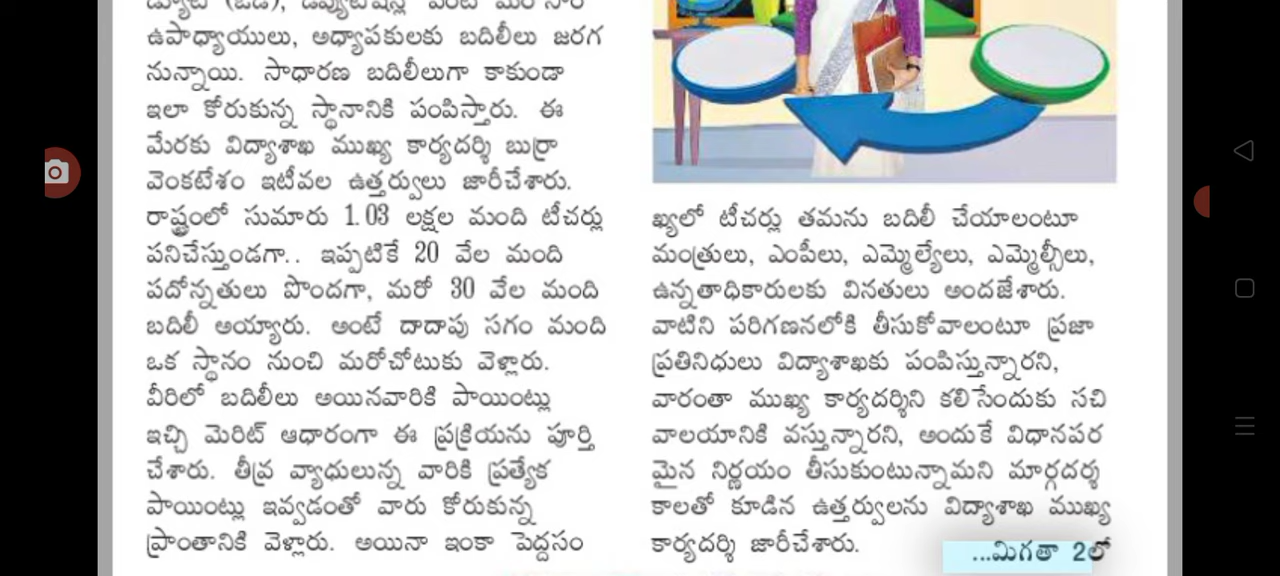 ఉపాధ్యాయులు, అధ్యాపకులకు బదిలీలు జరగ
నున్నాయి. సాధారణ బదిలీలుగా కాకుండా
ఇలా కోరుకున్న స్థానానికి పంపిస్తారు. ఈ
మేరకు విద్యాశాఖ ముఖ్య కార్యదర్శి బుర్రా
వెంకటేశం ఇటీవల ఉత్తర్వులు జారీచేశారు.
రాష్ట్రంలో సుమారు 1.03 లక్షల మంది టీచర్లు
పనిచేస్తుండగా.. ఇప్పటికే 20 వేల మంది
పదోన్నతులు పొందగా, మరో 30 వేల మంది
బదిలీ అయ్యారు. అంటే దాదాపు సగం మంది
ఒక స్థానం నుంచి మరోచోటుకు వెళ్లారు.
వీరిలో బదిలీలు అయినవారికి పాయింట్లు
ఇచ్చి మెరిట్ ఆధారంగా ఈ ప్రక్రియను పూర్తి
చేశారు. తీవ్ర వ్యాధులున్న వారికి ప్రత్యేక
పాయింట్లు ఇవ్వడంతో వారు కోరుకున్న
ప్రాంతానికి వెళ్లారు. అయినా ఇంకా పెద్దసం
ఖ్యలో టీచర్లు తమను బదిలీ చేయాలంటూ
మంత్రులు, ఎంపీలు, ఎమ్మెల్యేలు, ఎమ్మెల్సీలు,
ఉన్నతాధికారులకు వినతులు అందజేశారు.
వాటిని పరిగణనలోకి తీసుకోవాలంటూ ప్రజా
ప్రతినిధులు విద్యాశాఖకు పంపిస్తున్నారని,
వారంతా ముఖ్య కార్యదర్శిని కలిసేందుకు సచి
వాలయానికి వస్తున్నారని, అందుకే విధానపర
మైన నిర్ణయం తీసుకుంటున్నామని మార్గదర్శ
కాలతో కూడిన ఉత్తర్వులను విద్యాశాఖ ముఖ్య
కార్యదర్శి జారీచేశారు.
...మిగతా 2లో